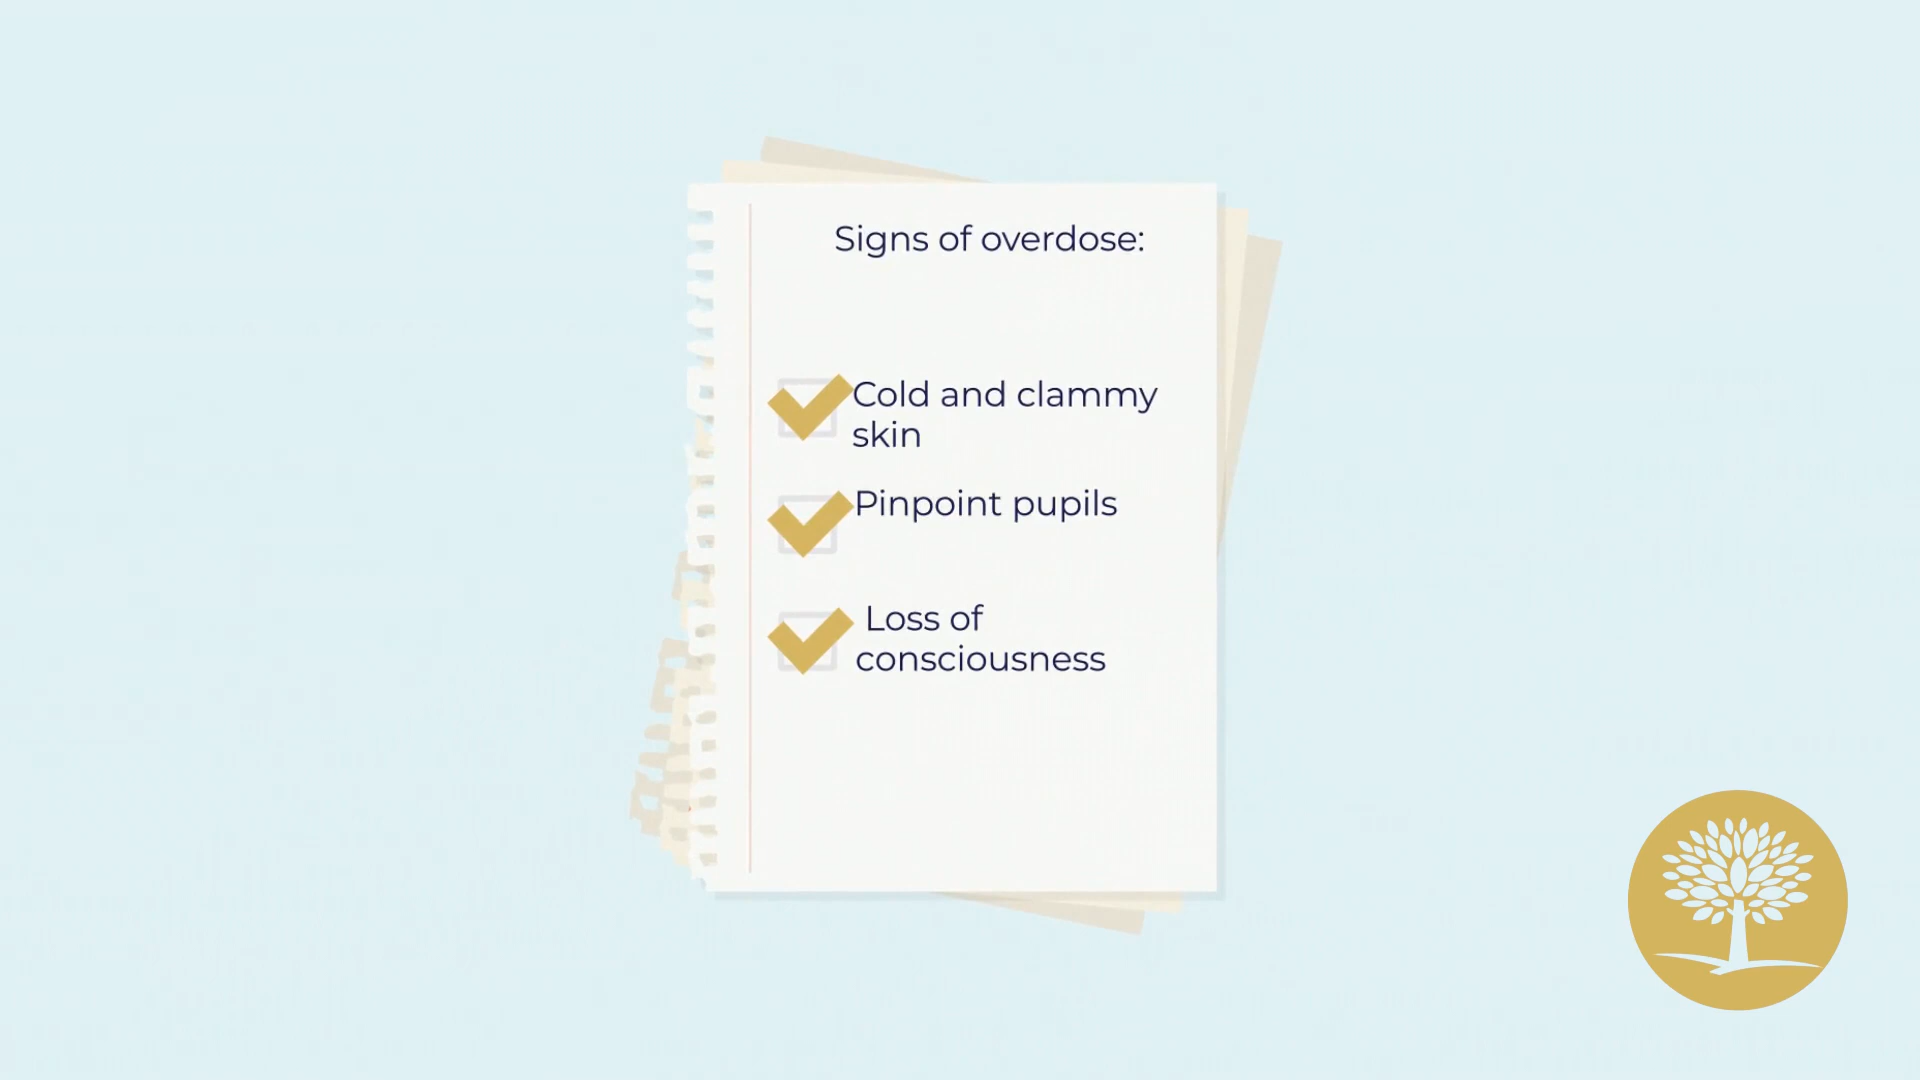 Signs of overdose:
Cold and clammy
skin
Pinpoint pupils
Loss of
consciousness